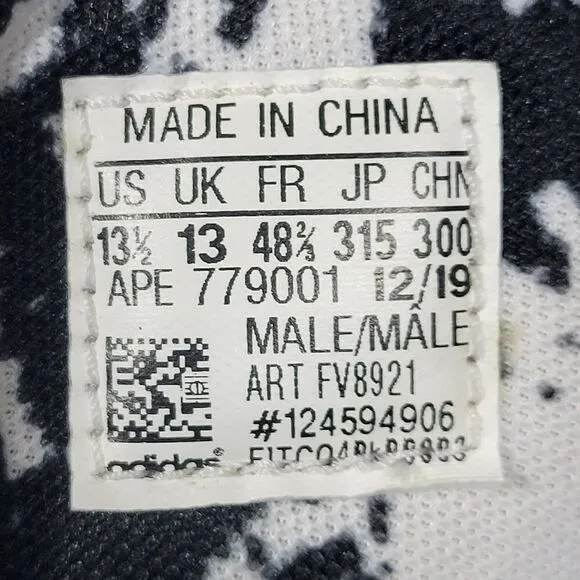 MADE IN CHINA
US UK FR JP CHN
13½ 13 48⅔ 315 300
APE 779001 12/19
MALE/MÂLE
ART FV8921
#124594906
adidas®